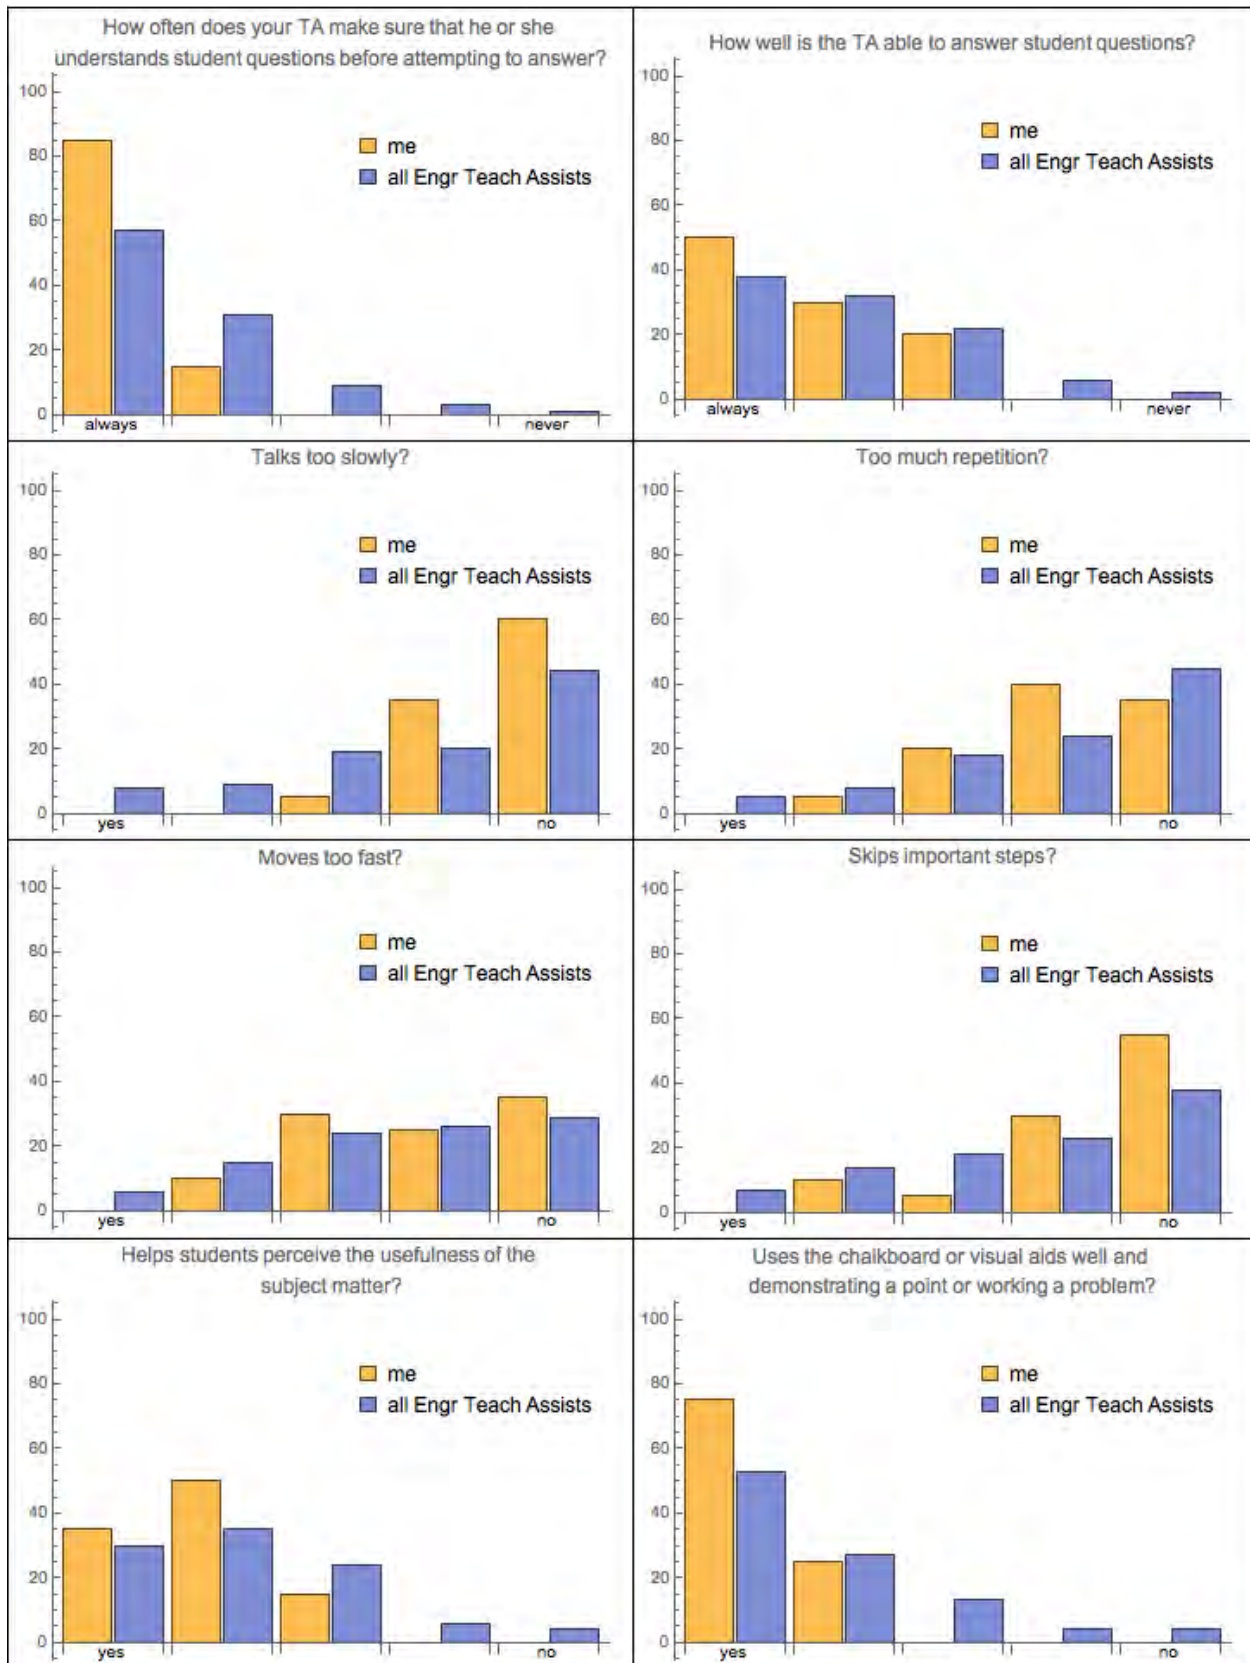 How often does your TA make sure that he or she
understands student questions before attempting to answer?
100
80
60
40
20
0
me
all Engr Teach Assists
always
never
How well is the TA able to answer student questions?
100
80
60
40
20
0
me
all Engr Teach Assists
always
never
Talks too slowly?
100
80
60
40
20
0
me
all Engr Teach Assists
yes
no
Too much repetition?
100
80
60
40
20
0
me
all Engr Teach Assists
yes
no
Moves too fast?
100
80
60
40
20
0
me
all Engr Teach Assists
yes
no
Skips important steps?
100
80
60
40
20
0
me
all Engr Teach Assists
yes
no
Helps students perceive the usefulness of the
subject matter?
100
80
60
40
20
0
me
all Engr Teach Assists
yes
no
Uses the chalkboard or visual aids well and
demonstrating a point or working a problem?
100
80
60
40
20
0
me
all Engr Teach Assists
yes
no